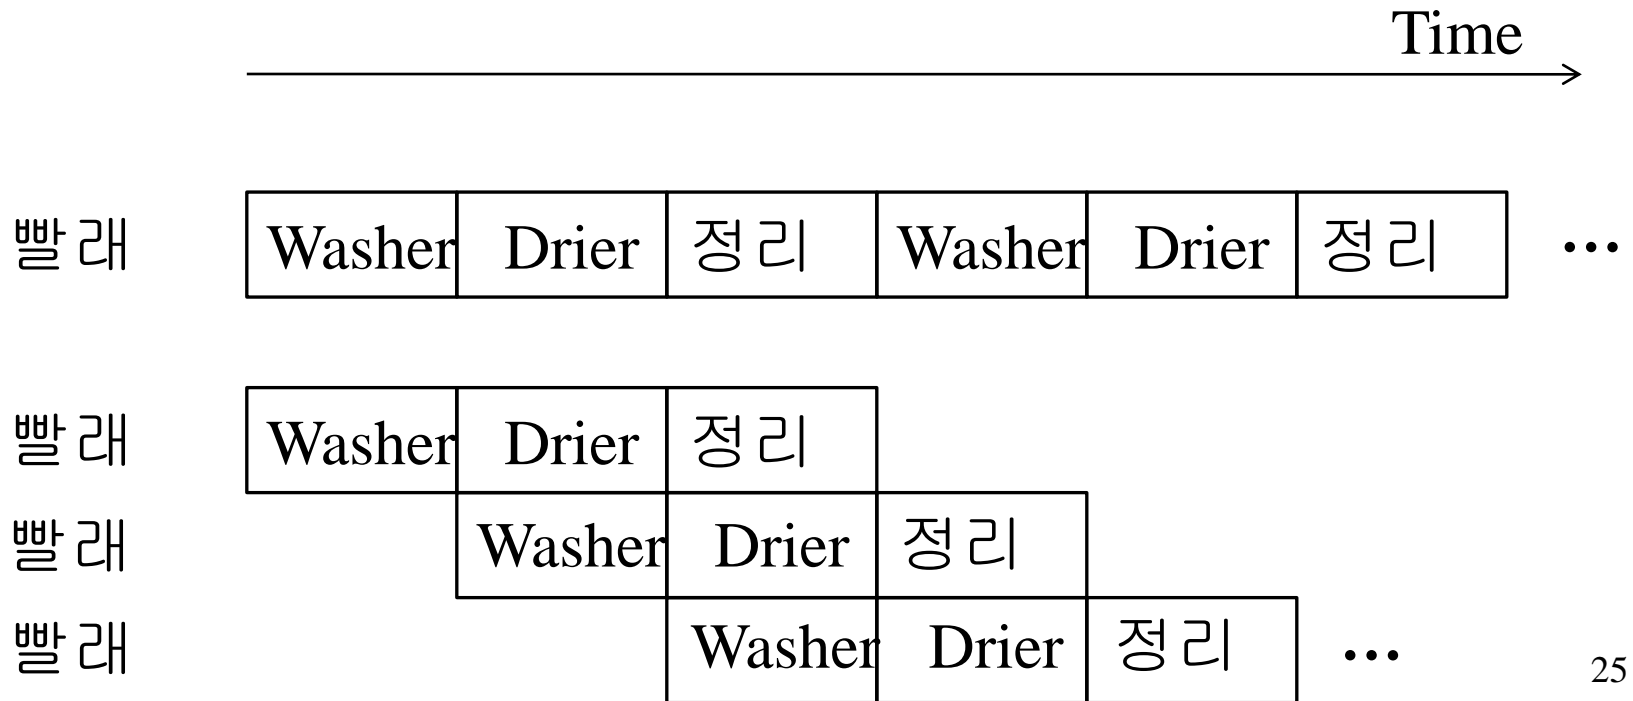 Time
빨래 Washer Drier 정리 Washer Drier 정리 ...
빨래 Washer Drier 정리
빨래 Washer Drier 정리
빨래 Washer Drier 정리 ...
25